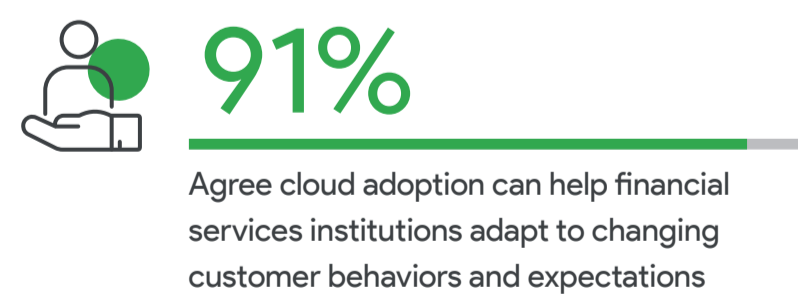 91%
Agree cloud adoption can help financial
services institutions adapt to changing
customer behaviors and expectations